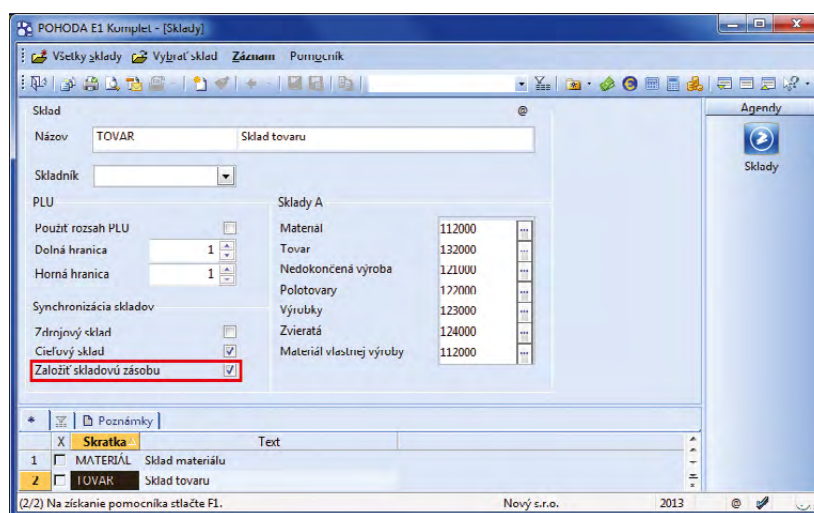 POHODA E1 Komplet - [Sklady]
Všetky sklady Vybrať sklad Záznam Pomocník
Sklad @ Agendy
Názov TOVAR Sklad tovaru
Sklady
Skladník
PLU Sklady A
Použiť rozsah PLU Materiál 112000
Dolná hranica 1 Tovar 132000
Horná hranica 1 Nedokončená výroba 121000
Polotovary 122000
Synchronizácia skladov Výrobky 123000
Zdrojový sklad Zvieratá 124000
Cieľový sklad Materiál vlastnej výroby 112000
Založiť skladovú zásobu
* Poznámky
X Skratka Text
1 MATERIÁL Sklad materiálu
2 TOVAR Sklad tovaru
(2/2) Na získanie pomocníka stlačte F1. Nový s.r.o. 2013 @